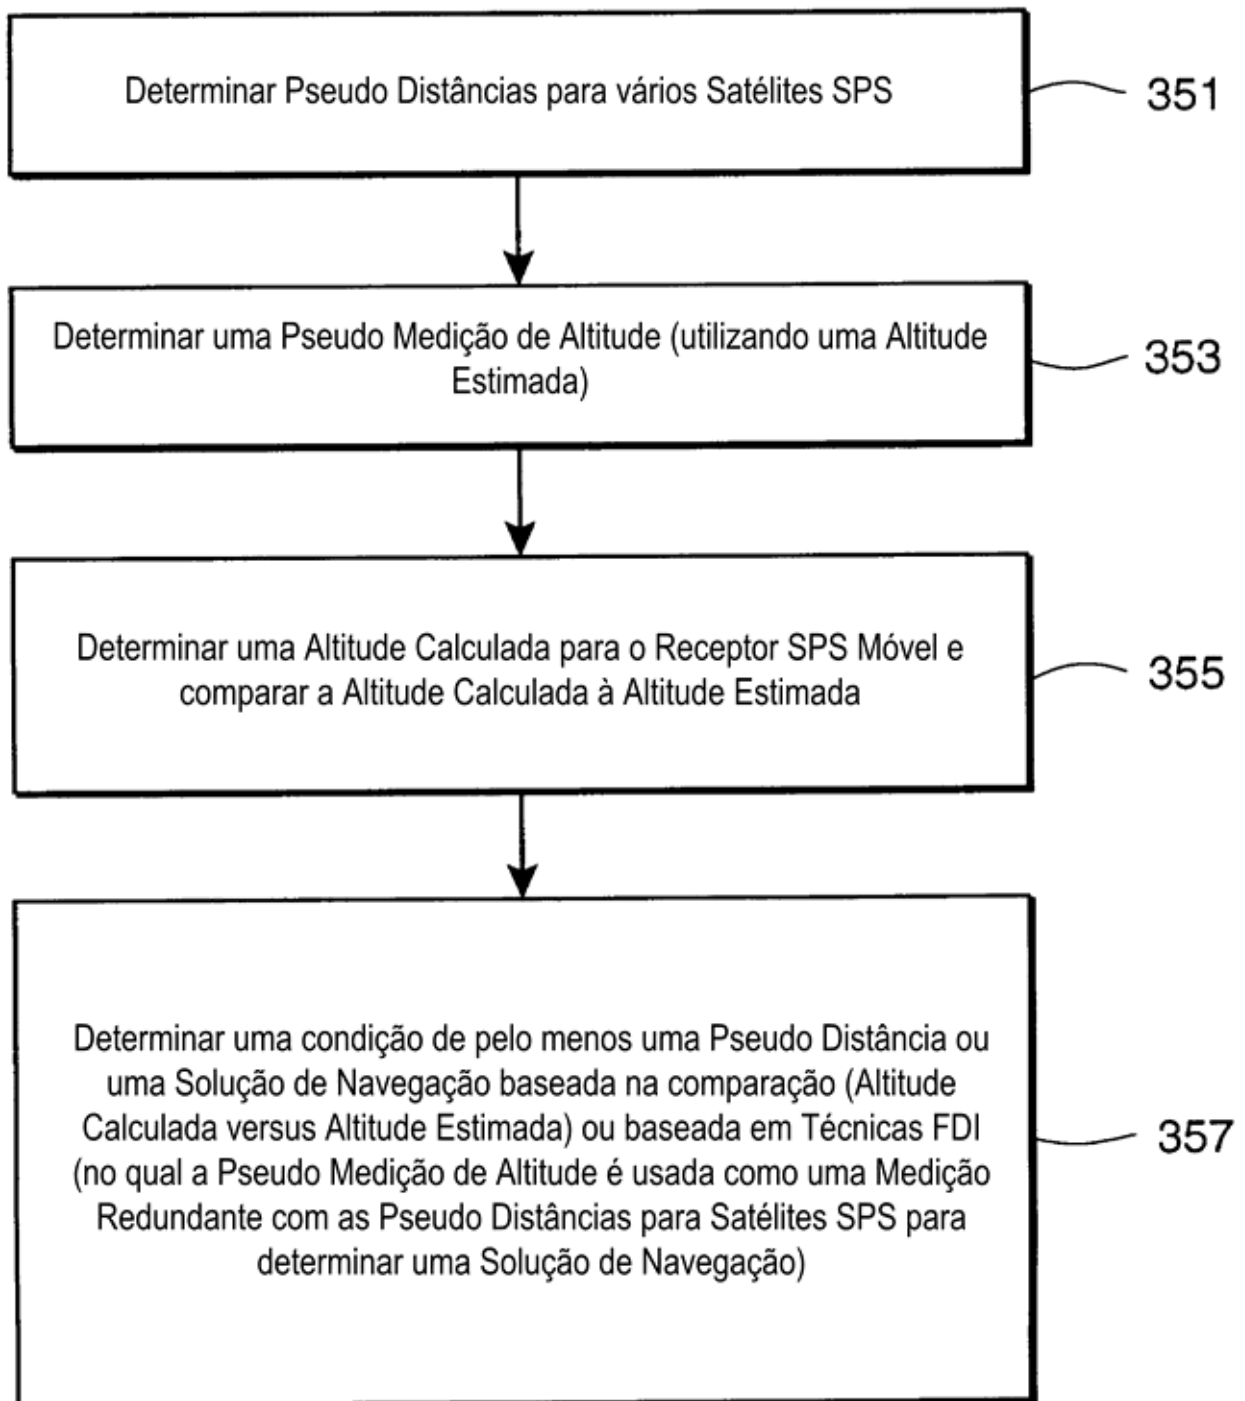 Determinar Pseudo Distâncias para vários Satélites SPS
351
Determinar uma Pseudo Medição de Altitude (utilizando uma Altitude
Estimada)
353
Determinar uma Altitude Calculada para o Receptor SPS Móvel e
comparar a Altitude Calculada à Altitude Estimada
355
Determinar uma condição de pelo menos uma Pseudo Distância ou
uma Solução de Navegação baseada na comparação (Altitude
Calculada versus Altitude Estimada) ou baseada em Técnicas FDI
(no qual a Pseudo Medição de Altitude é usada como uma Medição
Redundante com as Pseudo Distâncias para Satélites SPS para
determinar uma Solução de Navegação)
357